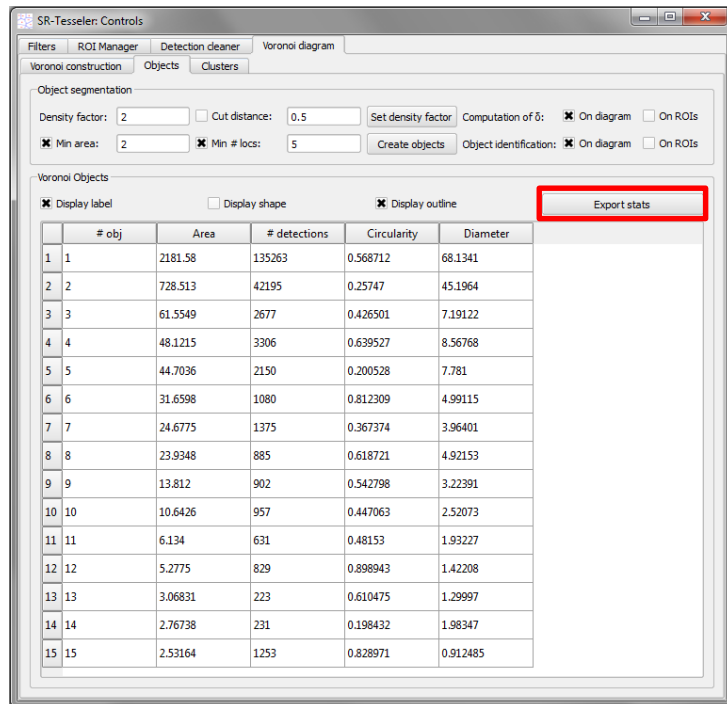 SR-Tesseler: Controls
Filters ROI Manager Detection cleaner Voronoi diagram
Voronoi construction Objects Clusters
Object segmentation
Density factor: 2 Cut distance: 0.5 Set density factor Computation of δ: On diagram On ROIs
Min area: 2 Min # locs: 5 Create objects Object identification: On diagram On ROIs
Voronoi Objects
Display label Display shape Display outline Export stats
# obj Area # detections Circularity Diameter
1 1 2181.58 135263 0.568712 68.1341
2 2 728.513 42195 0.25747 45.1964
3 3 61.5549 2677 0.426501 7.19122
4 4 48.1215 3306 0.639527 8.56768
5 5 44.7036 2150 0.200528 7.781
6 6 31.6598 1080 0.812309 4.99115
7 7 24.6775 1375 0.367374 3.96401
8 8 23.9348 885 0.618721 4.92153
9 9 13.812 902 0.542798 3.22391
10 10 10.6426 957 0.447063 2.52073
11 11 6.134 631 0.48153 1.93227
12 12 5.2775 829 0.898943 1.42208
13 13 3.06831 223 0.610475 1.29997
14 14 2.76738 231 0.198432 1.98347
15 15 2.53164 1253 0.828971 0.912485